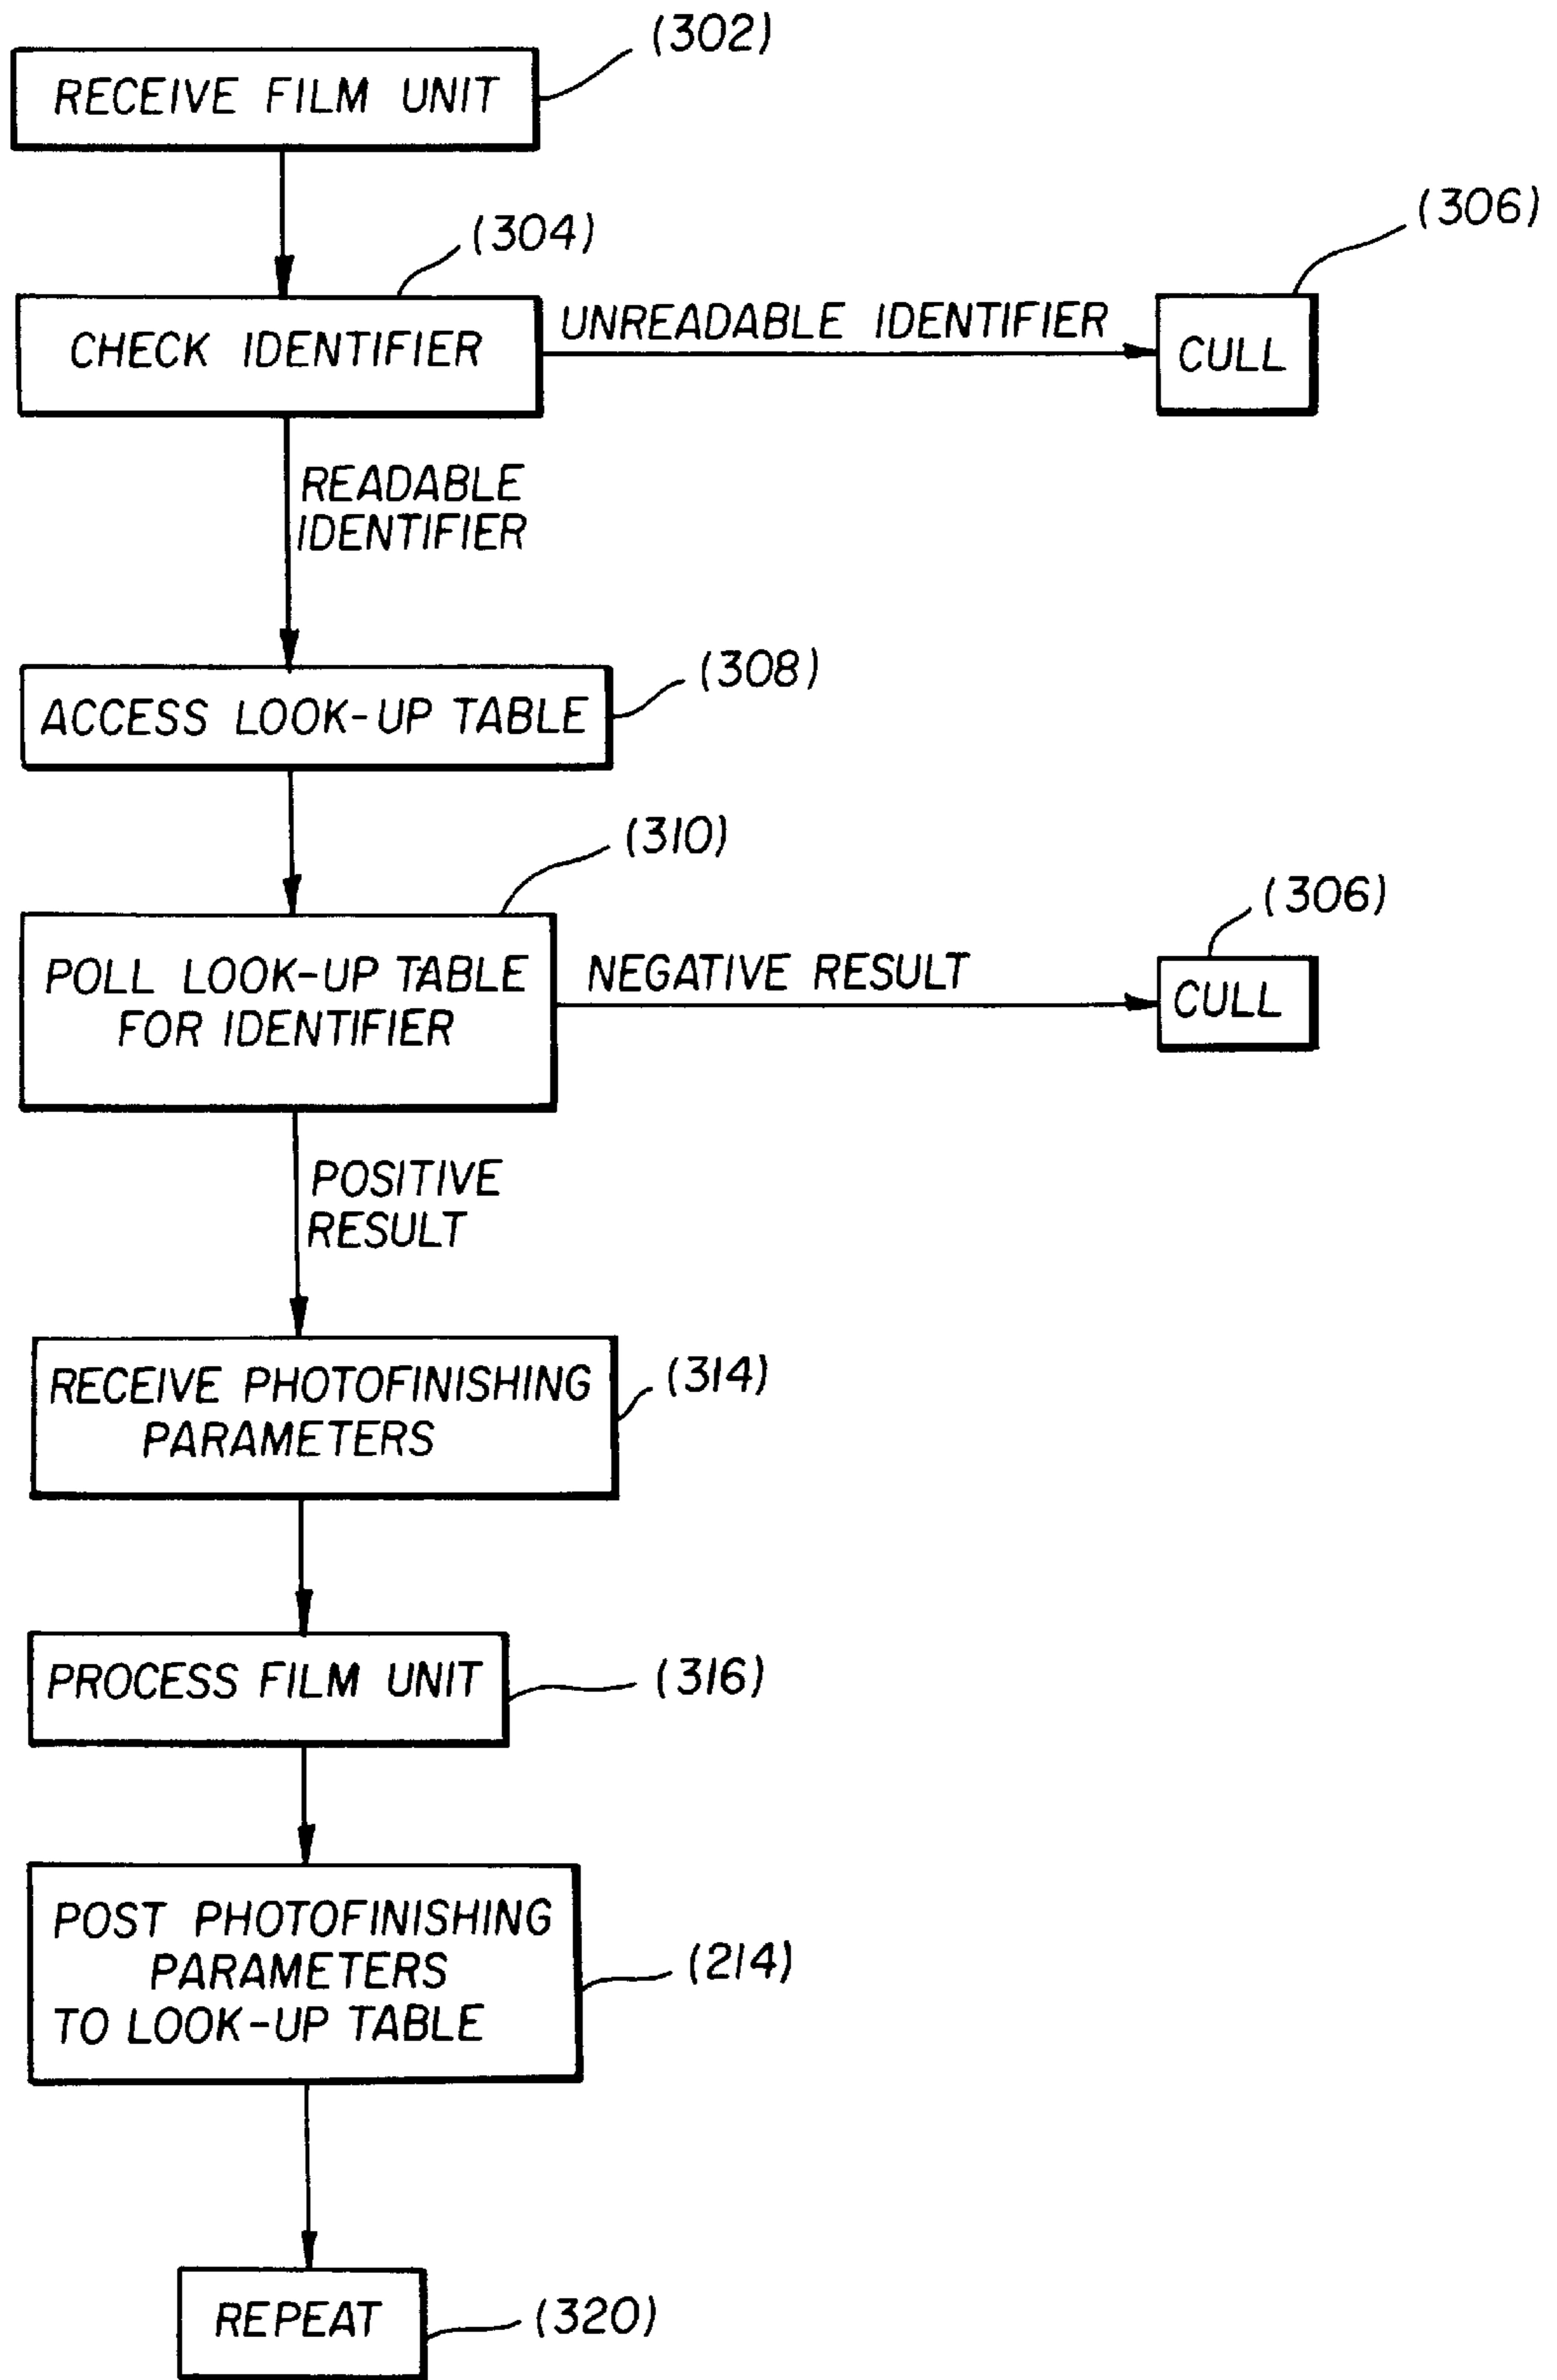 (302)
RECEIVE FILM UNIT
(304)
(306)
CHECK IDENTIFIER
UNREADABLE IDENTIFIER
CULL
READABLE
IDENTIFIER
(308)
ACCESS LOOK-UP TABLE
(310)
(306)
POLL LOOK-UP TABLE
FOR IDENTIFIER
NEGATIVE RESULT
CULL
POSITIVE
RESULT
RECEIVE PHOTOFINISHING
PARAMETERS
(314)
PROCESS FILM UNIT
(316)
POST PHOTOFINISHING
PARAMETERS
TO LOOK-UP TABLE
(214)
REPEAT
(320)